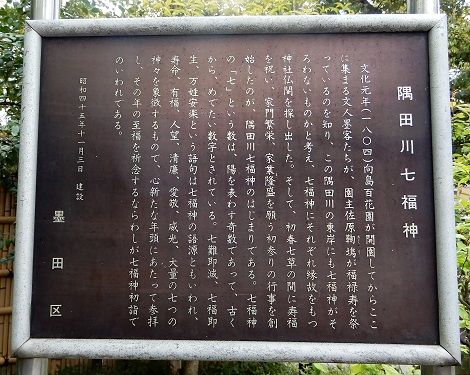 隅田川七福神
文化元年(一八〇四)向島百花園が開園してからここ
に集まる文人墨客たちが、園主佐原鞠塢が福禄寿を祭
っているのを知り、この隅田川の東岸にも七福神がそ
ろわないものかと考え、七福神にそれぞれ縁故をもつ
神社仏閣を探し出した。そして、初春七草の間に寿福
を祝い、家門繁栄、家業隆盛を願う初参りの行事を創
始したのが、隅田川七福神のはじまりである。七福神
の「七」という数は、陽を表わす奇数であって、古く
から、めでたい数字とされている。七難即滅、七福即
生、万姓安楽という語句は七福神の語源ともいわれ、
寿命、有福、人望、清廉、愛敬、威光、大量の七つの
神々を象徴するもので、心新たな年頭にあたって参拝
し、その年の至福を祈念するならわしが七福神初詣で
のいわれである。
昭和四十五年十一月三日 建設
墨田区